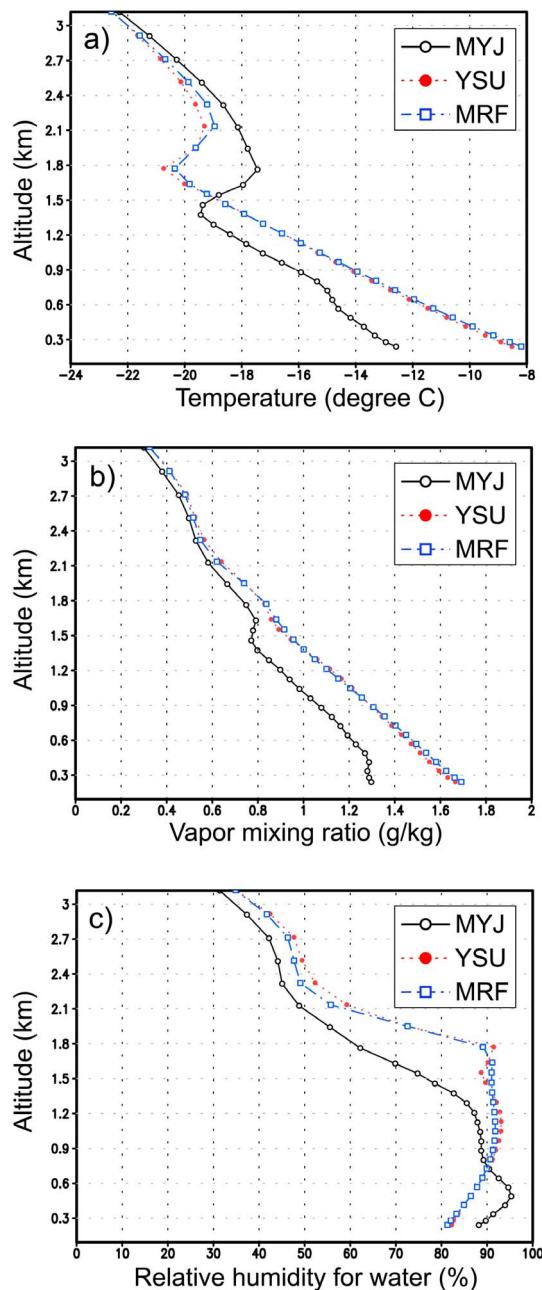 a)
MYJ
YSU
MRF
3
2.7
2.4
2.1
1.8
1.5
1.2
0.9
0.6
0.3
Altitude (km)
−24 −22 −20 −18 −16 −14 −12 −10 −8
Temperature (degree C)
b)
MYJ
YSU
MRF
3
2.7
2.4
2.1
1.8
1.5
1.2
0.9
0.6
0.3
Altitude (km)
0 0.2 0.4 0.6 0.8 1 1.2 1.4 1.6 1.8 2
Vapor mixing ratio (g/kg)
c)
MYJ
YSU
MRF
3
2.7
2.4
2.1
1.8
1.5
1.2
0.9
0.6
0.3
Altitude (km)
0 10 20 30 40 50 60 70 80 90 100
Relative humidity for water (%)